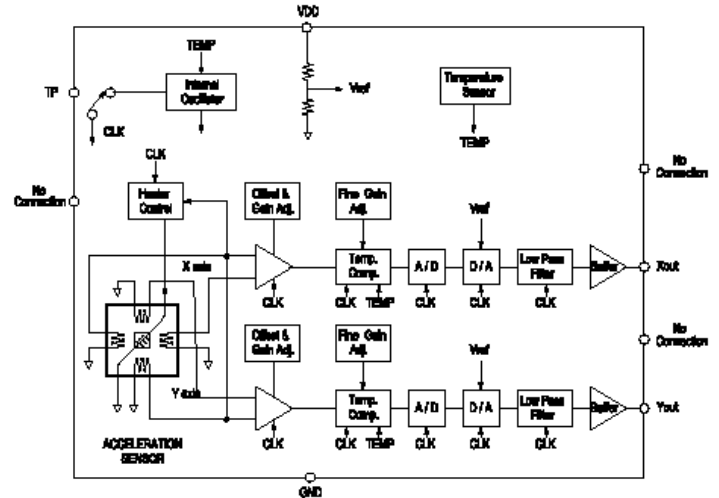 VDD
TEMP
Internal
Oscillator
TP
CLK
Vref
Temperature
Sensor
TEMP
No
Connection
CLK
Heater
Control
Offset &
Gain Adj.
Fine Gain
Adj.
Vref
No
Connection
X axis
Temp.
Comp.
A / D
D / A
Low Pass
Filter
Buffer
Xout
CLK
CLK
TEMP
CLK
CLK
CLK
Offset &
Gain Adj.
Fine Gain
Adj.
Vref
No
Connection
Y axis
Temp.
Comp.
A / D
D / A
Low Pass
Filter
Buffer
Yout
CLK
CLK
TEMP
CLK
CLK
CLK
ACCELERATION
SENSOR
GND